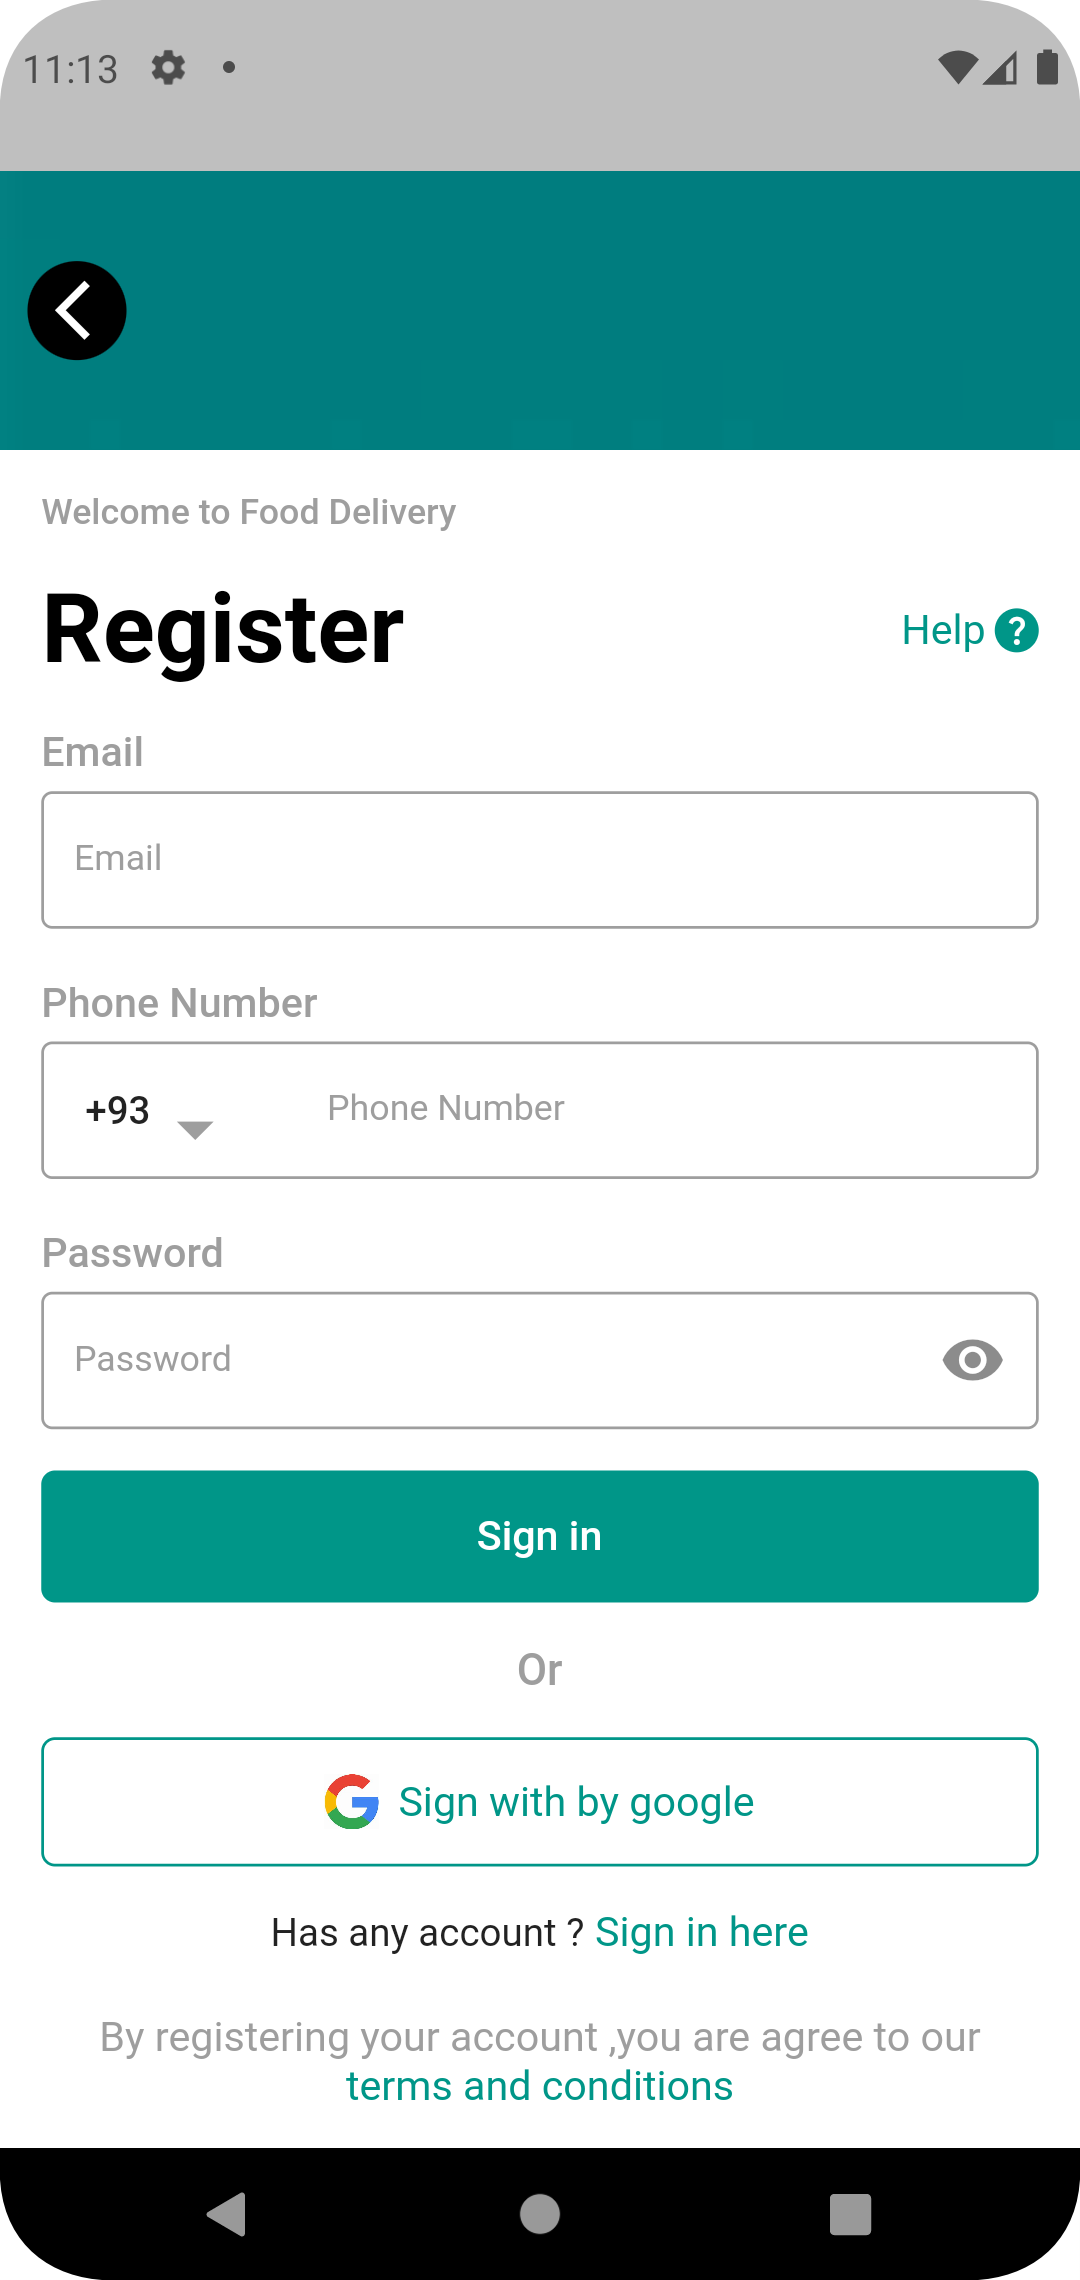 11:13
Welcome to Food Delivery
Register
Help ?
Email
Email
Phone Number
+93 Phone Number
Password
Password
Sign in
Or
Sign with by google
Has any account ? Sign in here
By registering your account ,you are agree to our
terms and conditions